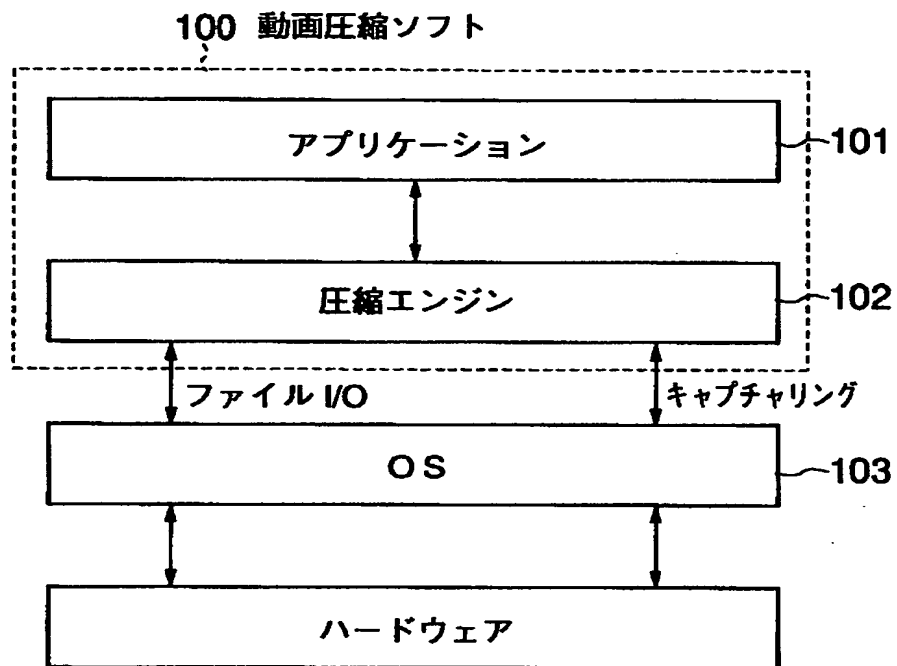 100 動画圧縮ソフト
アプリケーション
101
圧縮エンジン
102
ファイル I/O
キャプチャリング
OS
103
ハードウェア